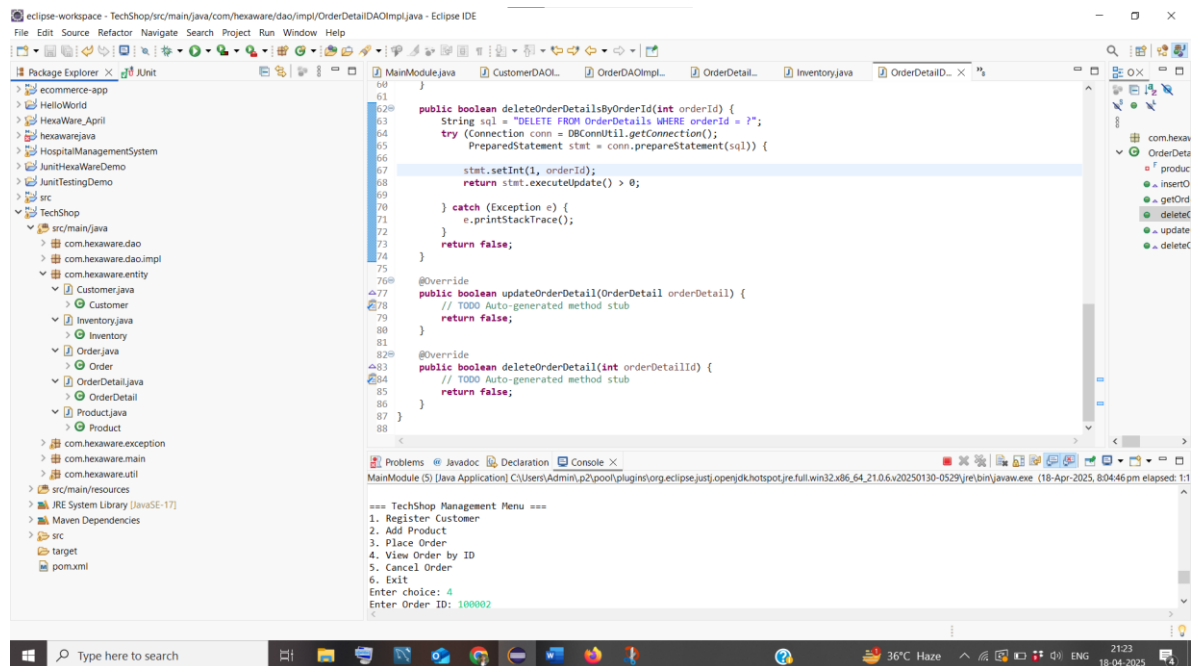 eclipse-workspace - TechShop/src/main/java/com/hexaware/dao/impl/OrderDetailDAOImpl.java - Eclipse IDE
File Edit Source Refactor Navigate Search Project Run Window Help
Package Explorer JUnit
ecommerce-app
HelloWorld
HexaWare_April
hexawarejava
HospitalManagementSystem
JunitHexaWareDemo
JunitTestingDemo
src
TechShop
src/main/java
com.hexaware.dao
com.hexaware.dao.impl
com.hexaware.entity
Customer.java
Customer
Inventory.java
Inventory
Order.java
Order
OrderDetail.java
OrderDetail
Product.java
Product
com.hexaware.exception
com.hexaware.main
com.hexaware.util
src/main/resources
JRE System Library [JavaSE-17]
Maven Dependencies
src
target
pom.xml
MainModule.java CustomerDAOI... OrderDAOImpl... OrderDetail... Inventory.java OrderDetailD...
60 }
61
62 public boolean deleteOrderDetailsByOrderId(int orderId) {
63 String sql = "DELETE FROM OrderDetails WHERE orderId = ?";
64 try (Connection conn = DBConnUtil.getConnection();
65 PreparedStatement stmt = conn.prepareStatement(sql)) {
66
67 stmt.setInt(1, orderId);
68 return stmt.executeUpdate() > 0;
69
70 } catch (Exception e) {
71 e.printStackTrace();
72 }
73 return false;
74 }
75
76 @Override
77 public boolean updateOrderDetail(OrderDetail orderDetail) {
78 // TODO Auto-generated method stub
79 return false;
80 }
81
82 @Override
83 public boolean deleteOrderDetail(int orderDetailId) {
84 // TODO Auto-generated method stub
85 return false;
86 }
87 }
88
com.hexaw
OrderDeta
produc
insertO
getOrd
deleteO
update
deleteO
Problems Javadoc Declaration Console
MainModule (5) [Java Application] C:\Users\Admin\.p2\pool\plugins\org.eclipse.justj.openjdk.hotspot.jre.full.win32.x86_64_21.0.6.v20250130-0529\jre\bin\javaw.exe (18-Apr-2025, 8:04:46 pm elapsed: 1:1
=== TechShop Management Menu ===
1. Register Customer
2. Add Product
3. Place Order
4. View Order by ID
5. Cancel Order
6. Exit
Enter choice: 4
Enter Order ID: 100002
Type here to search
36°C Haze
ENG
21:23
18-04-2025